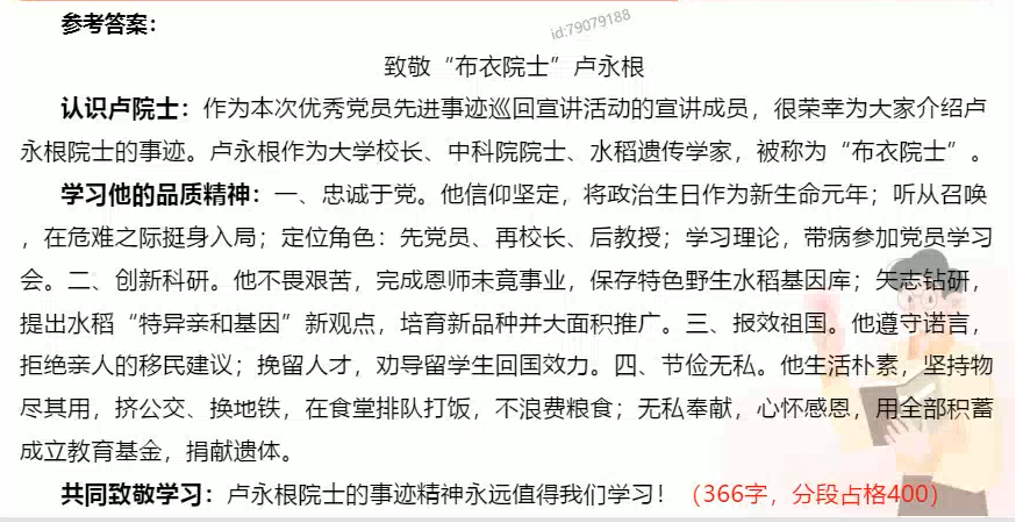 参考答案：
id:79079188
致敬“布衣院士”卢永根
认识卢院士：作为本次优秀党员先进事迹巡回宣讲活动的宣讲成员，很荣幸为大家介绍卢
永根院士的事迹。卢永根作为大学校长、中科院院士、水稻遗传学家，被称为“布衣院士”。
学习他的品质精神：一、忠诚于党。他信仰坚定，将政治生日作为新生命元年；听从召唤
，在危难之际挺身入局；定位角色：先党员、再校长、后教授；学习理论，带病参加党员学习
会。二、创新科研。他不畏艰苦，完成恩师未竟事业，保存特色野生水稻基因库；矢志钻研，
提出水稻“特异亲和基因”新观点，培育新品种并大面积推广。三、报效祖国。他遵守诺言，
拒绝亲人的移民建议；挽留人才，劝导留学生回国效力。四、节俭无私。他生活朴素，坚持物
尽其用，挤公交、换地铁，在食堂排队打饭，不浪费粮食；无私奉献，心怀感恩，用全部积蓄
成立教育基金，捐献遗体。
共同致敬学习：卢永根院士的事迹精神永远值得我们学习！（366字，分段占格400）